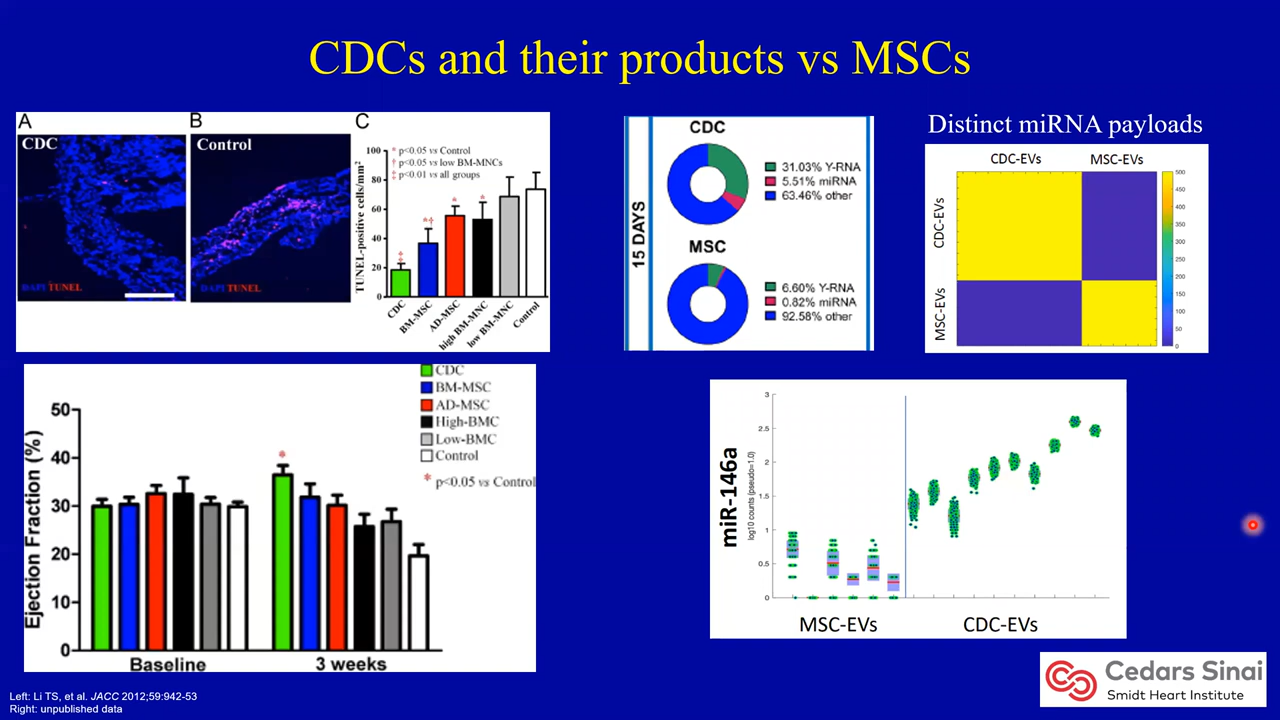 CDCs and their products vs MSCs
A
CDC
DAPI TUNEL
B
Control
DAPI TUNEL
C
* p<0.05 vs Control
† p<0.05 vs low BM-MNCs
‡ p<0.01 vs all groups
TUNEL-positive cells/mm²
100
80
60
40
20
0
‡
*†
*
*
CDC
BM-MSC
AD-MSC
high BM-MNC
low BM-MNC
Control
15 DAYS
CDC
31.03% Y-RNA
5.51% miRNA
63.46% other
MSC
6.60% Y-RNA
0.82% miRNA
92.58% other
Distinct miRNA payloads
CDC-EVs MSC-EVs
CDC-EVs
MSC-EVs
500
450
400
350
300
250
200
150
100
50
0
Ejection Fraction (%)
50
40
30
20
10
0
CDC
BM-MSC
AD-MSC
High-BMC
Low-BMC
Control
* p<0.05 vs Control
*
Baseline 3 weeks
miR-146a
log10 counts (pseudo=1.0)
3
2.5
2
1.5
1
0.5
0
MSC-EVs CDC-EVs
Cedars Sinai
Smidt Heart Institute
Left: Li TS, et al. JACC 2012;59:942-53
Right: unpublished data